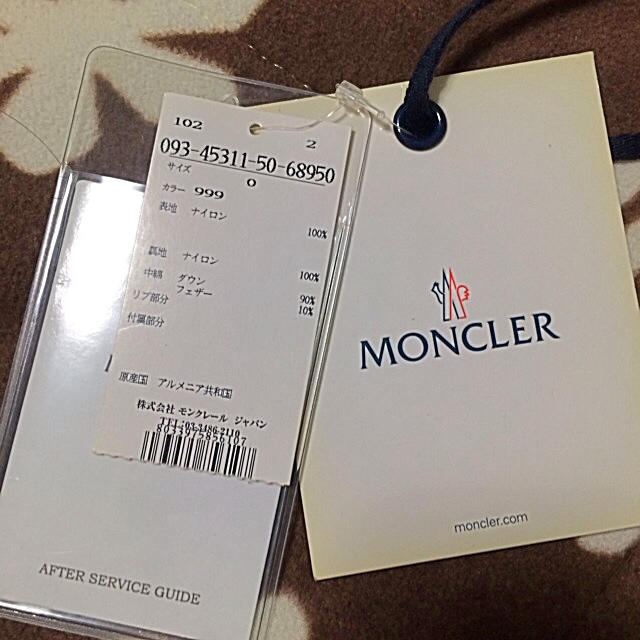 102
2
093-45311-50-68950
サイズ
0
カラー 999
表地 ナイロン
100%
裏地 ナイロン
100%
中綿 ダウン 90%
フェザー 10%
リブ部分
付属部分
原産国 アルメニア共和国
株式会社 モンクレール ジャパン
TEL:03-3486-2110
AFTER SERVICE GUIDE
MONCLER
moncler.com